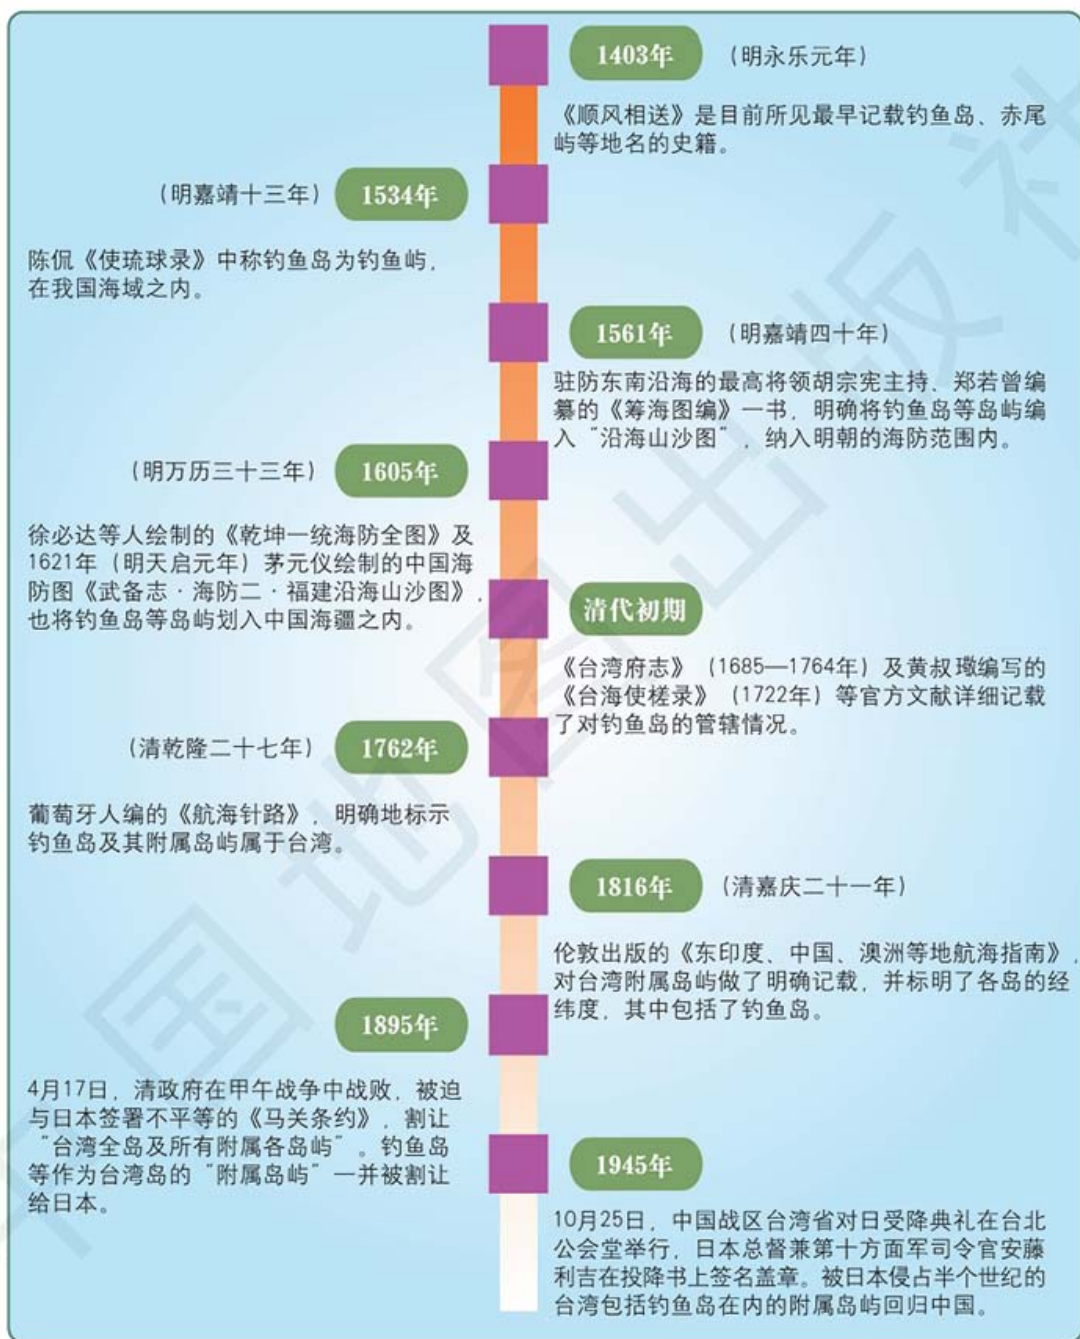 1403年 （明永乐元年）
《顺风相送》是目前所见最早记载钓鱼岛、赤尾
屿等地名的史籍。
（明嘉靖十三年） 1534年
陈侃《使琉球录》中称钓鱼岛为钓鱼屿，
在我国海域之内。
1561年 （明嘉靖四十年）
驻防东南沿海的最高将领胡宗宪主持、郑若曾编
纂的《筹海图编》一书，明确将钓鱼岛等岛屿编
入“沿海山沙图”，纳入明朝的海防范围内。
（明万历三十三年） 1605年
徐必达等人绘制的《乾坤一统海防全图》及
1621年（明天启元年）茅元仪绘制的中国海
防图《武备志·海防二·福建沿海山沙图》，
也将钓鱼岛等岛屿划入中国海疆之内。
清代初期
《台湾府志》（1685—1764年）及黄叔璥编写的
《台海使槎录》（1722年）等官方文献详细记载
了对钓鱼岛的管辖情况。
（清乾隆二十七年） 1762年
葡萄牙人编的《航海针路》，明确地标示
钓鱼岛及其附属岛屿属于台湾。
1816年 （清嘉庆二十一年）
伦敦出版的《东印度、中国、澳洲等地航海指南》，
对台湾附属岛屿做了明确记载，并标明了各岛的经
纬度，其中包括了钓鱼岛。
1895年
4月17日，清政府在甲午战争中战败，被迫
与日本签署不平等的《马关条约》，割让
“台湾全岛及所有附属各岛屿”。钓鱼岛
等作为台湾岛的“附属岛屿”一并被割让
给日本。
1945年
10月25日，中国战区台湾省对日受降典礼在台北
公会堂举行，日本总督兼第十方面军司令官安藤
利吉在投降书上签名盖章。被日本侵占半个世纪的
台湾包括钓鱼岛在内的附属岛屿回归中国。
中国地图出版社